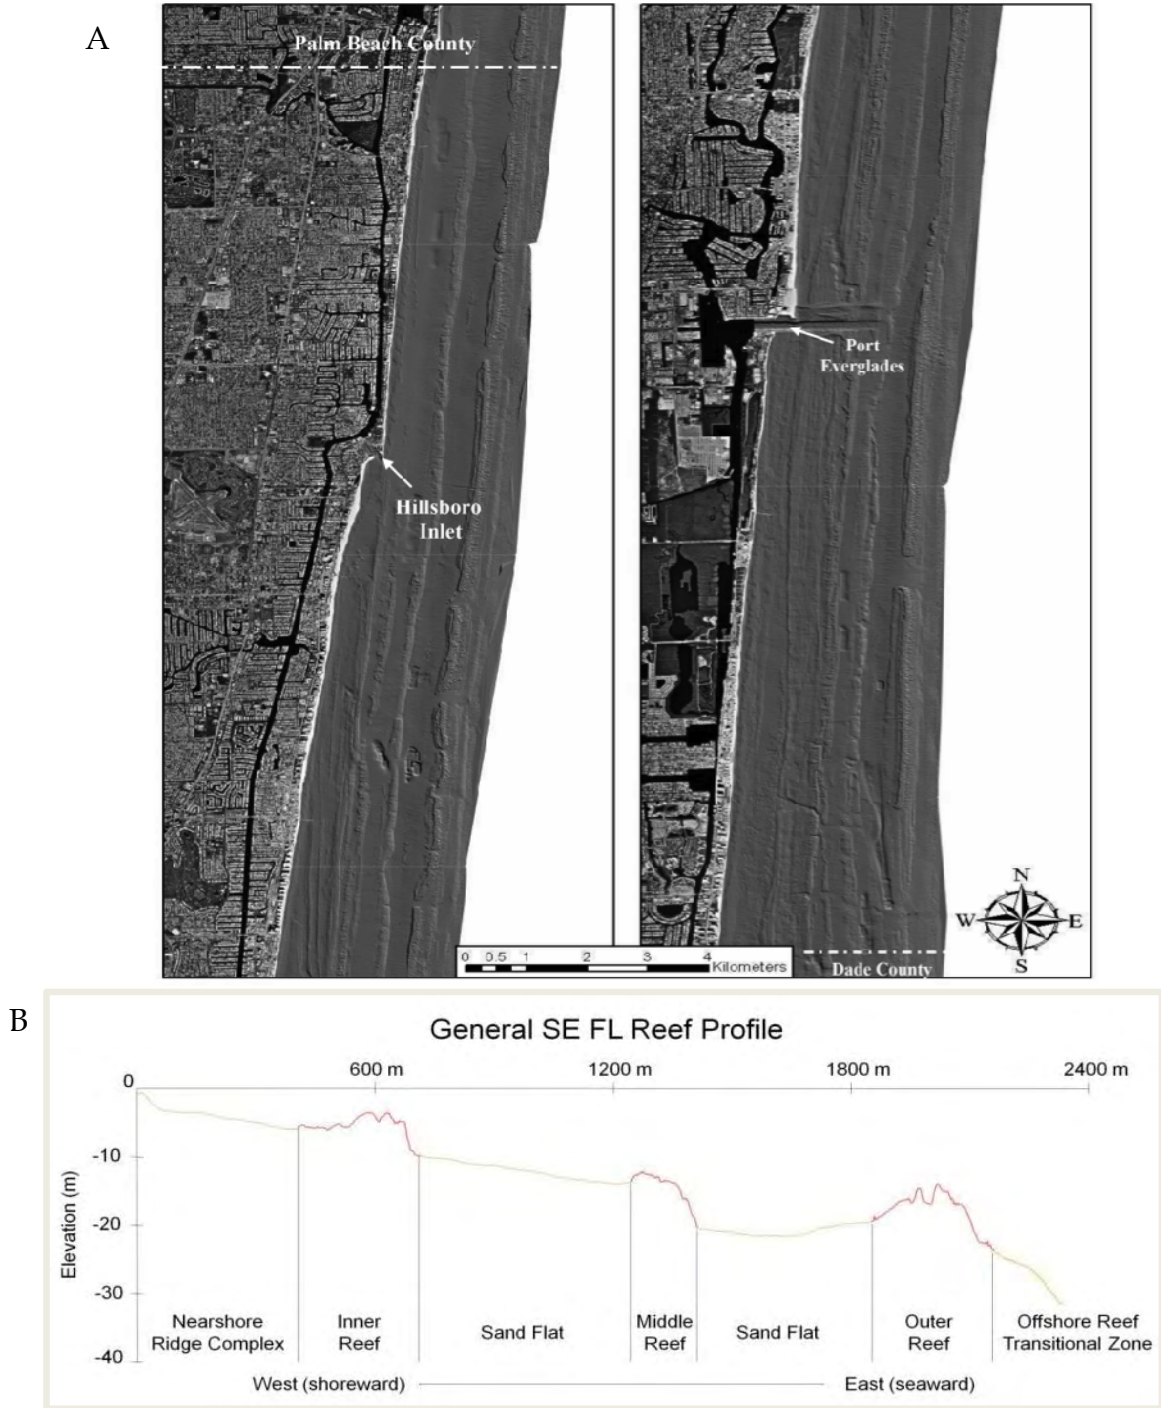 A
Palm Beach County
Hillsboro
Inlet
Port
Everglades
N
W
E
S
0 0.5 1 2 3 4
Kilometers
Dade County
B
General SE FL Reef Profile
600 m 1200 m 1800 m 2400 m
0
-10
-20
-30
-40
Elevation (m)
Nearshore
Ridge Complex
Inner
Reef
Sand Flat
Middle
Reef
Sand Flat
Outer
Reef
Offshore Reef
Transitional Zone
West (shoreward)
East (seaward)